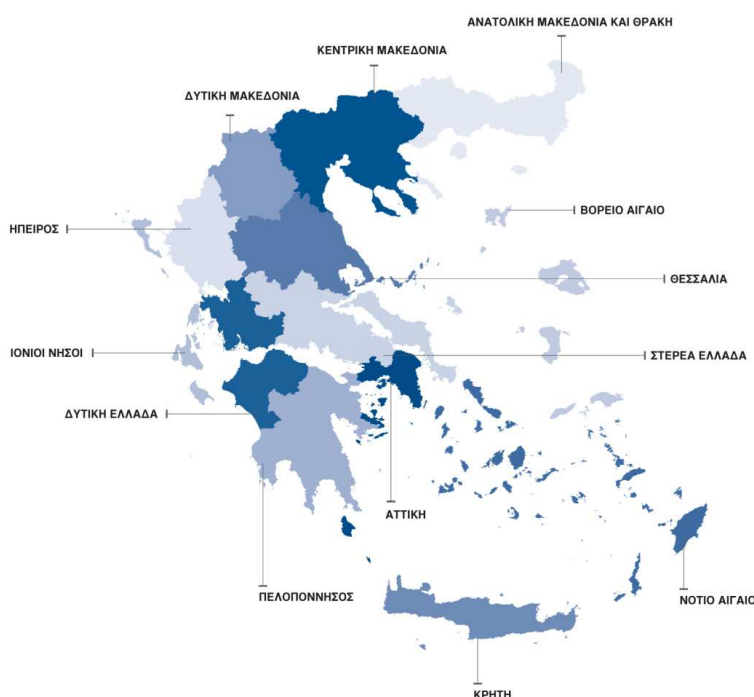 ΑΝΑΤΟΛΙΚΗ ΜΑΚΕΔΟΝΙΑ ΚΑΙ ΘΡΑΚΗ
ΚΕΝΤΡΙΚΗ ΜΑΚΕΔΟΝΙΑ
ΔΥΤΙΚΗ ΜΑΚΕΔΟΝΙΑ
ΒΟΡΕΙΟ ΑΙΓΑΙΟ
ΗΠΕΙΡΟΣ
ΘΕΣΣΑΛΙΑ
ΙΟΝΙΟΙ ΝΗΣΟΙ
ΣΤΕΡΕΑ ΕΛΛΑΔΑ
ΔΥΤΙΚΗ ΕΛΛΑΔΑ
ΑΤΤΙΚΗ
ΠΕΛΟΠΟΝΝΗΣΟΣ
ΝΟΤΙΟ ΑΙΓΑΙΟ
ΚΡΗΤΗ